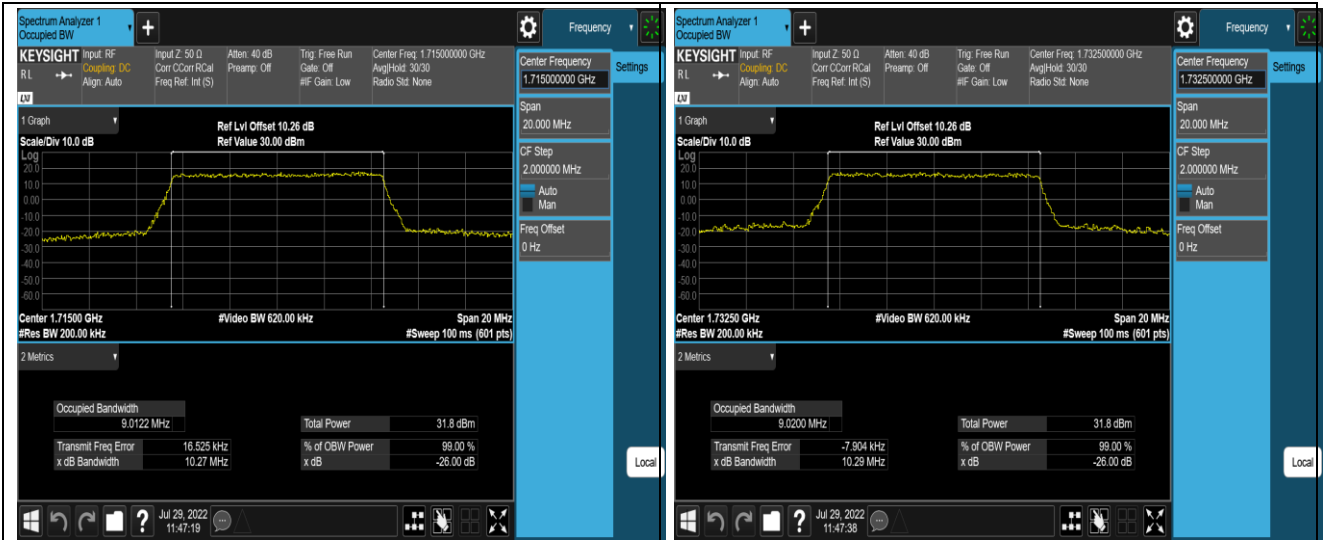 Spectrum Analyzer 1
Occupied BW
+
Frequency
KEYSIGHT Input: RF Input Z: 50 Ω Atten: 40 dB Trig: Free Run Center Freq: 1.715000000 GHz
Coupling: DC Corr CCorr RCal Preamp: Off Gate: Off Avg|Hold: 30/30
RL Align: Auto Freq Ref: Int (S) #IF Gain: Low Radio Std: None
LXI
Center Frequency
1.715000000 GHz
Settings
Span
20.000 MHz
CF Step
2.000000 MHz
Auto
Man
Freq Offset
0 Hz
Local
1 Graph
Ref Lvl Offset 10.26 dB
Scale/Div 10.0 dB Ref Value 30.00 dBm
Log
20.0
10.0
0.00
-10.0
-20.0
-30.0
-40.0
-50.0
-60.0
Center 1.71500 GHz #Video BW 620.00 kHz Span 20 MHz
#Res BW 200.00 kHz #Sweep 100 ms (601 pts)
2 Metrics
Occupied Bandwidth
9.0122 MHz Total Power 31.8 dBm
Transmit Freq Error 16.525 kHz % of OBW Power 99.00 %
x dB Bandwidth 10.27 MHz x dB -26.00 dB
? Jul 29, 2022
11:47:19
Spectrum Analyzer 1
Occupied BW
+
Frequency
KEYSIGHT Input: RF Input Z: 50 Ω Atten: 40 dB Trig: Free Run Center Freq: 1.732500000 GHz
Coupling: DC Corr CCorr RCal Preamp: Off Gate: Off Avg|Hold: 30/30
RL Align: Auto Freq Ref: Int (S) #IF Gain: Low Radio Std: None
LXI
Center Frequency
1.732500000 GHz
Settings
Span
20.000 MHz
CF Step
2.000000 MHz
Auto
Man
Freq Offset
0 Hz
Local
1 Graph
Ref Lvl Offset 10.26 dB
Scale/Div 10.0 dB Ref Value 30.00 dBm
Log
20.0
10.0
0.00
-10.0
-20.0
-30.0
-40.0
-50.0
-60.0
Center 1.73250 GHz #Video BW 620.00 kHz Span 20 MHz
#Res BW 200.00 kHz #Sweep 100 ms (601 pts)
2 Metrics
Occupied Bandwidth
9.0200 MHz Total Power 31.8 dBm
Transmit Freq Error -7.904 kHz % of OBW Power 99.00 %
x dB Bandwidth 10.29 MHz x dB -26.00 dB
? Jul 29, 2022
11:47:38